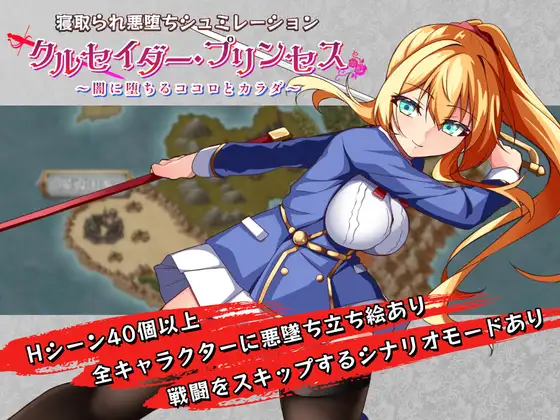 寝取られ悪堕ちシュミレーション
クルセイダー・プリンセス
～闇に堕ちるココロとカラダ～
Hシーン40個以上
全キャラクターに悪墜ち立ち絵あり
戦闘をスキップするシナリオモードあり